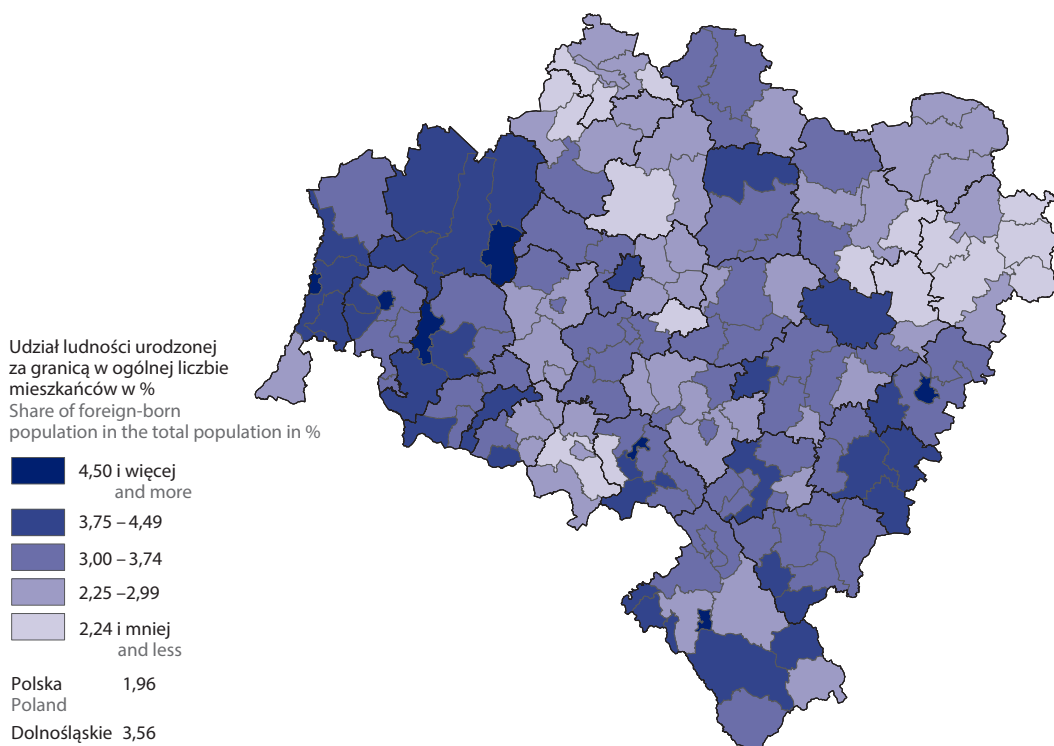 Udział ludności urodzonej
za granicą w ogólnej liczbie
mieszkańców w %
Share of foreign-born
population in the total population in %
4,50 i więcej
and more
3,75 – 4,49
3,00 – 3,74
2,25 – 2,99
2,24 i mniej
and less
Polska 1,96
Poland
Dolnośląskie 3,56